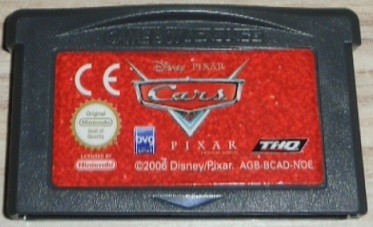 GAME BOY ADVANCE
Disney PIXAR
CE
Cars
Original
Nintendo
Seal of
Quality
LICENSED BY
Nintendo
bvg
PIXAR
THQ
©2006 Disney/Pixar. AGB-BCAD-NOE